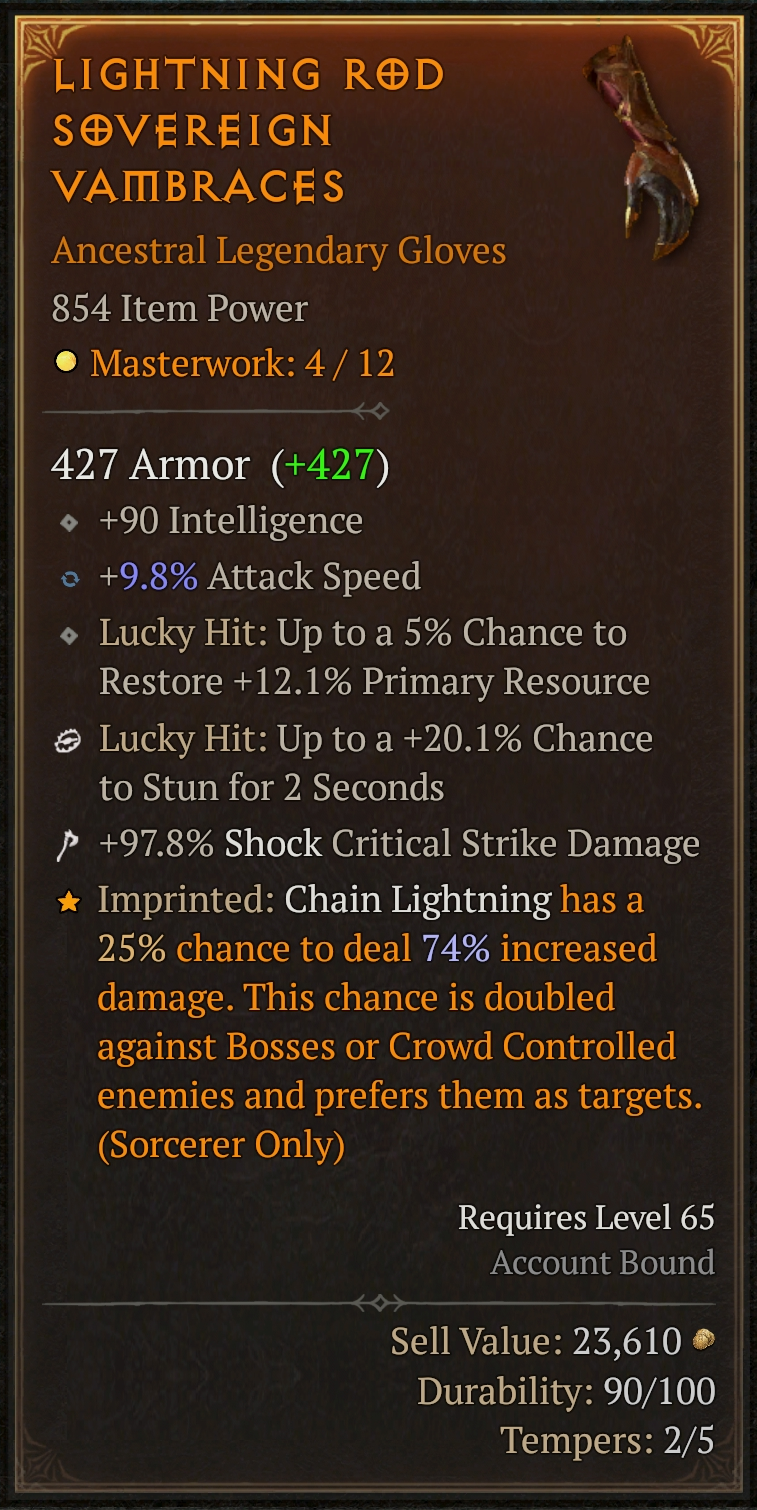 LIGHTNING ROD
SOVEREIGN
VAMBRACES
Ancestral Legendary Gloves
854 Item Power
Masterwork: 4 / 12
427 Armor (+427)
+90 Intelligence
+9.8% Attack Speed
Lucky Hit: Up to a 5% Chance to
Restore +12.1% Primary Resource
Lucky Hit: Up to a +20.1% Chance
to Stun for 2 Seconds
+97.8% Shock Critical Strike Damage
Imprinted: Chain Lightning has a
25% chance to deal 74% increased
damage. This chance is doubled
against Bosses or Crowd Controlled
enemies and prefers them as targets.
(Sorcerer Only)
Requires Level 65
Account Bound
Sell Value: 23,610
Durability: 90/100
Tempers: 2/5